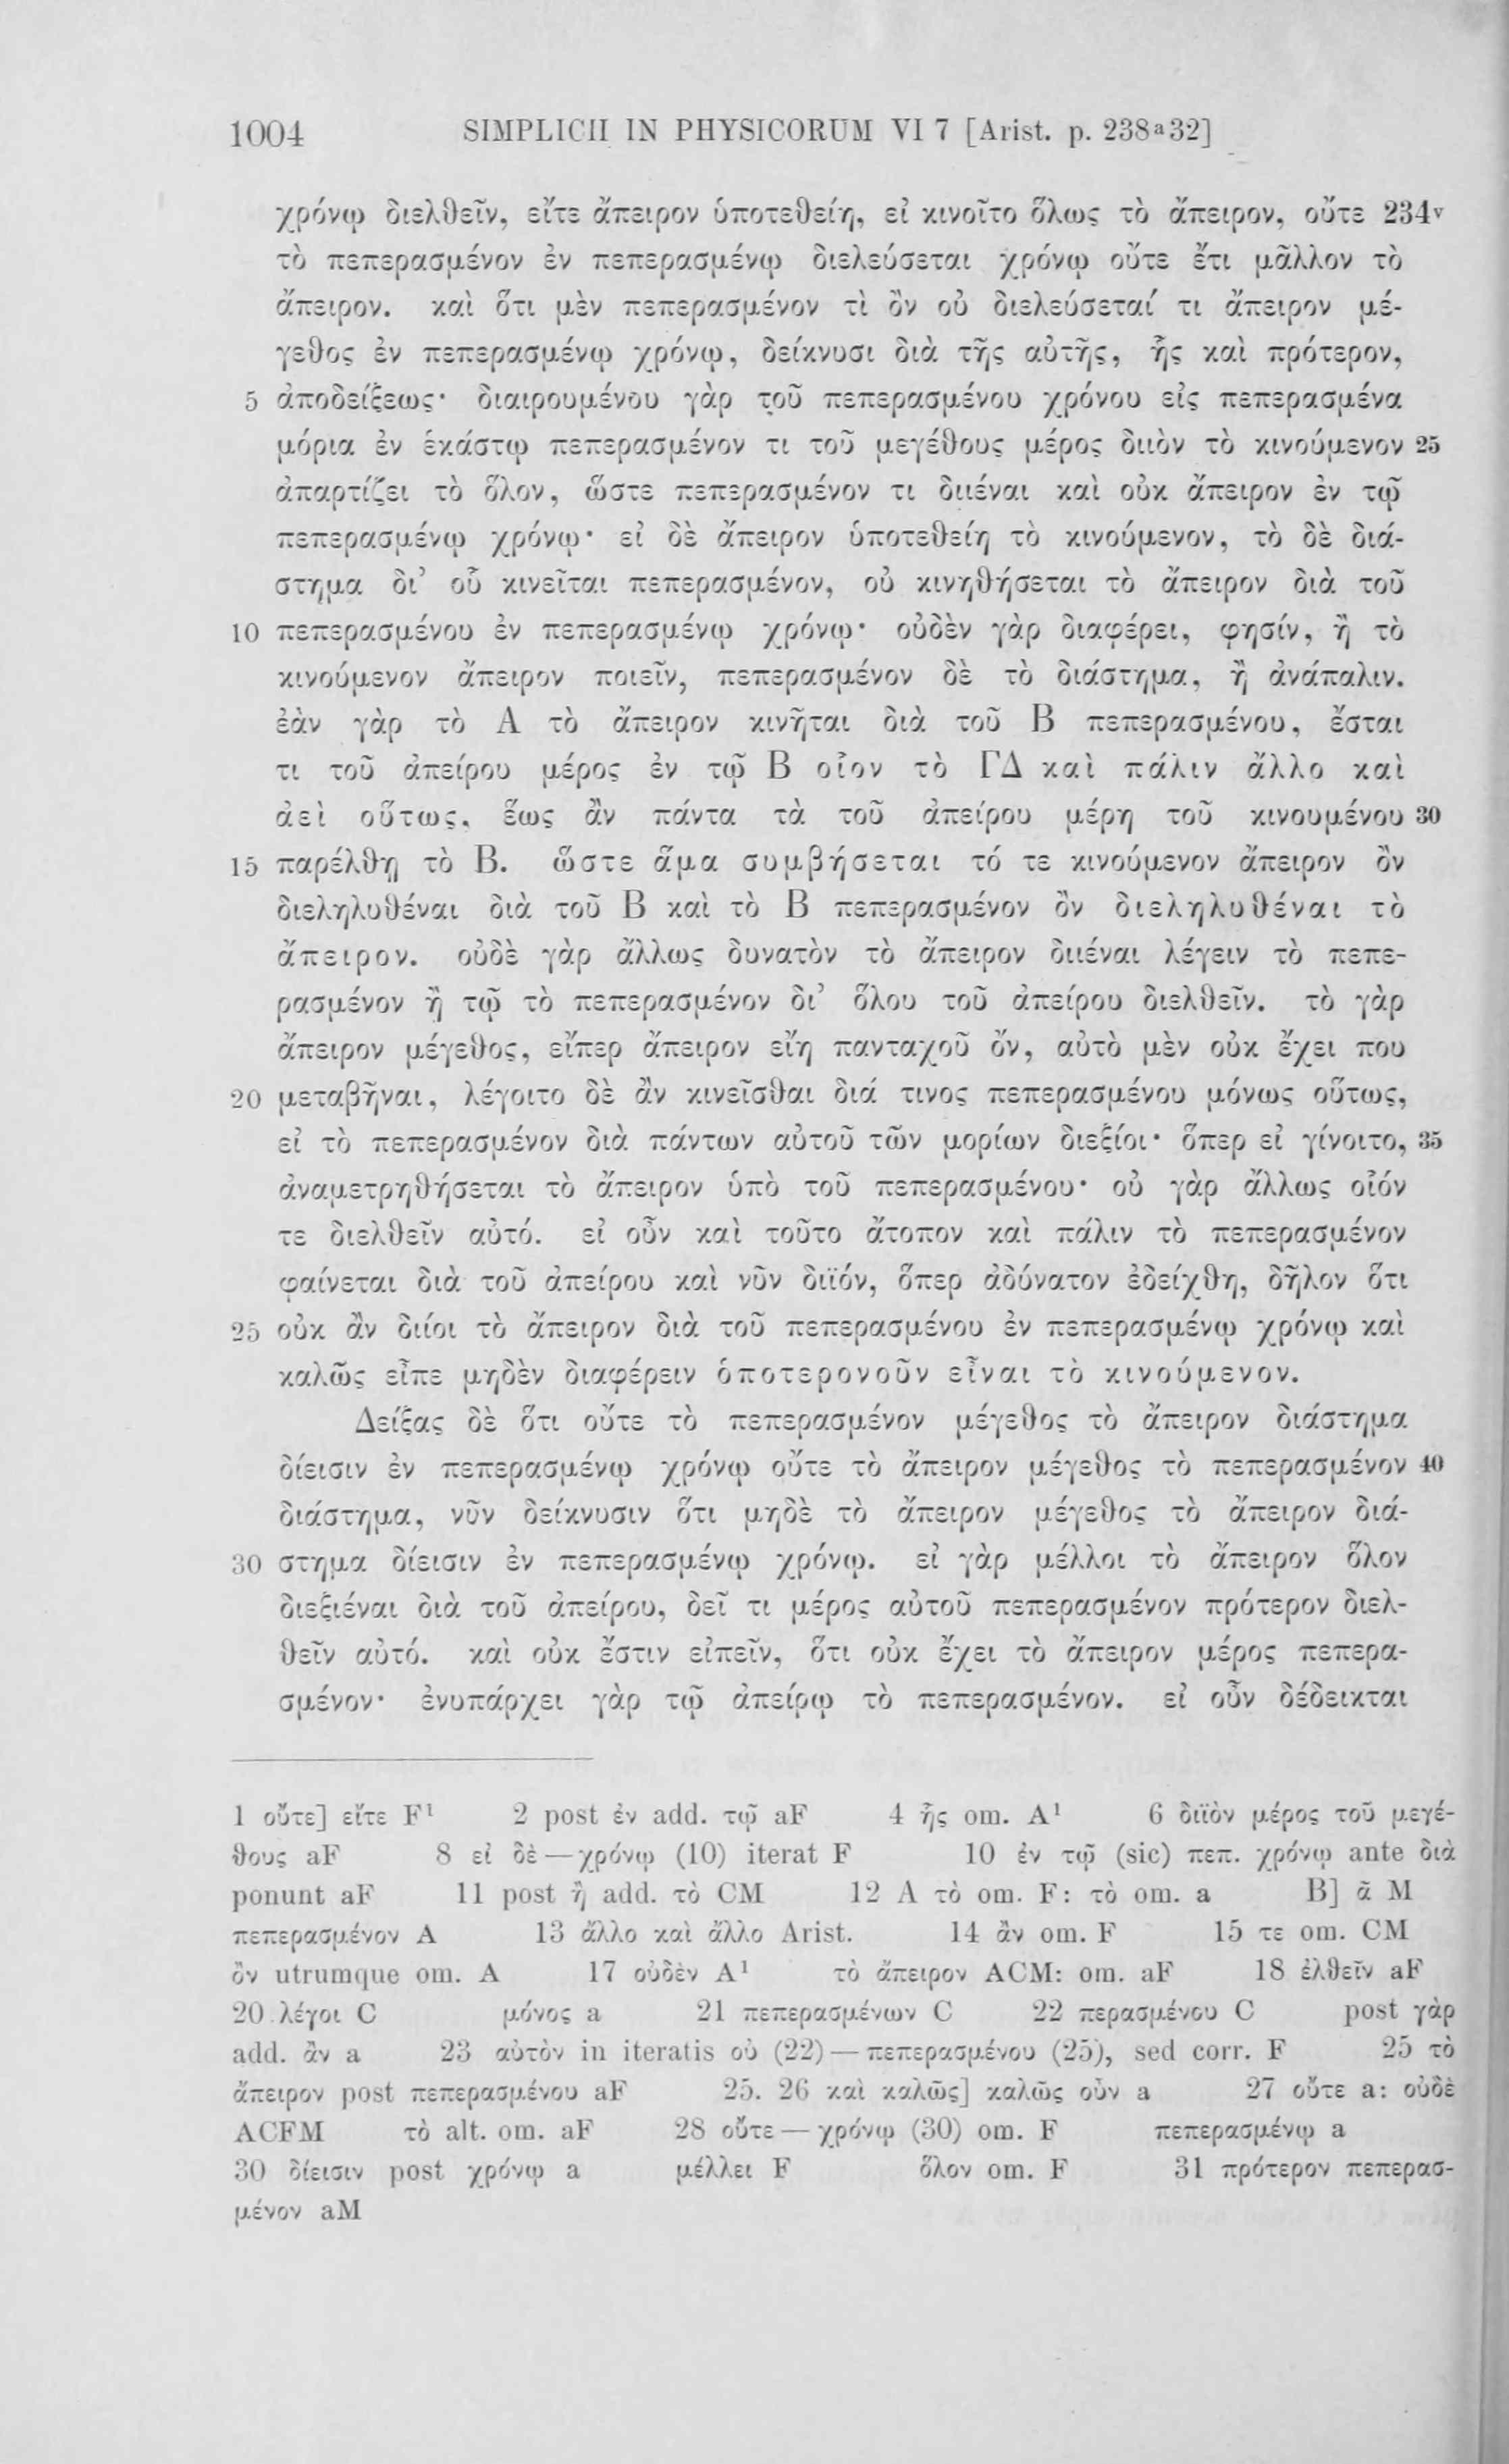 1004 SIMPLICII IN PHYSICORUM VI 7 [Arist. p. 238ᵃ32]
χρόνῳ διελθεῖν, εἴτε ἄπειρον ὑποτεθείη, εἰ κινοῖτο ὅλως τὸ ἄπειρον, οὔτε 234ᵛ
τὸ πεπερασμένον ἐν πεπερασμένῳ διελεύσεται χρόνῳ οὔτε ἔτι μᾶλλον τὸ
ἄπειρον. καὶ ὅτι μὲν πεπερασμένον τὶ ὂν οὐ διελεύσεταί τι ἄπειρον μέ-
γεθος ἐν πεπερασμένῳ χρόνῳ, δείκνυσι διὰ τῆς αὐτῆς, ἧς καὶ πρότερον,
5 ἀποδείξεως· διαιρουμένου γὰρ τοῦ πεπερασμένου χρόνου εἰς πεπερασμένα
μόρια ἐν ἑκάστῳ πεπερασμένον τι τοῦ μεγέθους μέρος διιὸν τὸ κινούμενον 25
ἀπαρτίζει τὸ ὅλον, ὥστε πεπερασμένον τι διιέναι καὶ οὐκ ἄπειρον ἐν τῷ
πεπερασμένῳ χρόνῳ· εἰ δὲ ἄπειρον ὑποτεθείη τὸ κινούμενον, τὸ δὲ διά-
στημα δι’ οὗ κινεῖται πεπερασμένον, οὐ κινηθήσεται τὸ ἄπειρον διὰ τοῦ
10 πεπερασμένου ἐν πεπερασμένῳ χρόνῳ· οὐδὲν γὰρ διαφέρει, φησίν, ἢ τὸ
κινούμενον ἄπειρον ποιεῖν, πεπερασμένον δὲ τὸ διάστημα, ἢ ἀνάπαλιν.
ἐὰν γὰρ τὸ Α τὸ ἄπειρον κινῆται διὰ τοῦ Β πεπερασμένου, ἔσται
τι τοῦ ἀπείρου μέρος ἐν τῷ Β οἷον τὸ ΓΔ καὶ πάλιν ἄλλο καὶ
ἀεὶ οὕτως, ἕως ἂν πάντα τὰ τοῦ ἀπείρου μέρη τοῦ κινουμένου 30
15 παρέλθῃ τὸ Β. ὥστε ἅμα συμβήσεται τό τε κινούμενον ἄπειρον ὂν
διεληλυθέναι διὰ τοῦ Β καὶ τὸ Β πεπερασμένον ὂν διεληλυθέναι τὸ
ἄπειρον. οὐδὲ γὰρ ἄλλως δυνατὸν τὸ ἄπειρον διιέναι λέγειν τὸ πεπε-
ρασμένον ἢ τῷ τὸ πεπερασμένον δι’ ὅλου τοῦ ἀπείρου διελθεῖν. τὸ γὰρ
ἄπειρον μέγεθος, εἴπερ ἄπειρον εἴη πανταχοῦ ὄν, αὐτὸ μὲν οὐκ ἔχει που
20 μεταβῆναι, λέγοιτο δὲ ἂν κινεῖσθαι διά τινος πεπερασμένου μόνως οὕτως,
εἰ τὸ πεπερασμένον διὰ πάντων αὐτοῦ τῶν μορίων διεξίοι· ὅπερ εἰ γίνοιτο, 35
ἀναμετρηθήσεται τὸ ἄπειρον ὑπὸ τοῦ πεπερασμένου· οὐ γὰρ ἄλλως οἷόν
τε διελθεῖν αὐτό. εἰ οὖν καὶ τοῦτο ἄτοπον καὶ πάλιν τὸ πεπερασμένον
φαίνεται διὰ τοῦ ἀπείρου καὶ νῦν διϊόν, ὅπερ ἀδύνατον ἐδείχθη, δῆλον ὅτι
25 οὐκ ἂν διίοι τὸ ἄπειρον διὰ τοῦ πεπερασμένου ἐν πεπερασμένῳ χρόνῳ καὶ
καλῶς εἶπε μηδὲν διαφέρειν ὁποτερονοῦν εἶναι τὸ κινούμενον.
Δείξας δὲ ὅτι οὔτε τὸ πεπερασμένον μέγεθος τὸ ἄπειρον διάστημα
δίεισιν ἐν πεπερασμένῳ χρόνῳ οὔτε τὸ ἄπειρον μέγεθος τὸ πεπερασμένον 40
διάστημα, νῦν δείκνυσιν ὅτι μηδὲ τὸ ἄπειρον μέγεθος τὸ ἄπειρον διά-
30 στημα δίεισιν ἐν πεπερασμένῳ χρόνῳ. εἰ γὰρ μέλλοι τὸ ἄπειρον ὅλον
διεξιέναι διὰ τοῦ ἀπείρου, δεῖ τι μέρος αὐτοῦ πεπερασμένον πρότερον διελ-
θεῖν αὐτό. καὶ οὐκ ἔστιν εἰπεῖν, ὅτι οὐκ ἔχει τὸ ἄπειρον μέρος πεπερα-
σμένον· ἐνυπάρχει γὰρ τῷ ἀπείρῳ τὸ πεπερασμένον. εἰ οὖν δέδεικται
1 οὔτε] εἴτε F¹ 2 post ἐν add. τῷ aF 4 ἧς om. A¹ 6 διϊὸν μέρος τοῦ μεγέ-
θους aF 8 εἰ δὲ — χρόνῳ (10) iterat F 10 ἐν τῷ (sic) πεπ. χρόνῳ ante διὰ
ponunt aF 11 post ἢ add. τὸ CM 12 Α τὸ om. F: τὸ om. a B] ᾶ M
πεπερασμένον A 13 ἄλλο καὶ ἄλλο Arist. 14 ἂν om. F 15 τε om. CM
ὂν utrumque om. A 17 οὐδὲν A¹ τὸ ἄπειρον ACM: om. aF 18 ἐλθεῖν aF
20 λέγοι C μόνος a 21 πεπερασμένων C 22 περασμένου C post γὰρ
add. ἂν a 23 αὐτὸν in iteratis οὐ (22) — πεπερασμένου (25), sed corr. F 25 τὸ
ἄπειρον post πεπερασμένου aF 25. 26 καὶ καλῶς] καλῶς οὖν a 27 οὔτε a: οὐδὲ
ACFM τὸ alt. om. aF 28 οὔτε — χρόνῳ (30) om. F πεπερασμένῳ a
30 δίεισιν post χρόνῳ a μέλλει F ὅλον om. F 31 πρότερον πεπερασ-
μένον aM